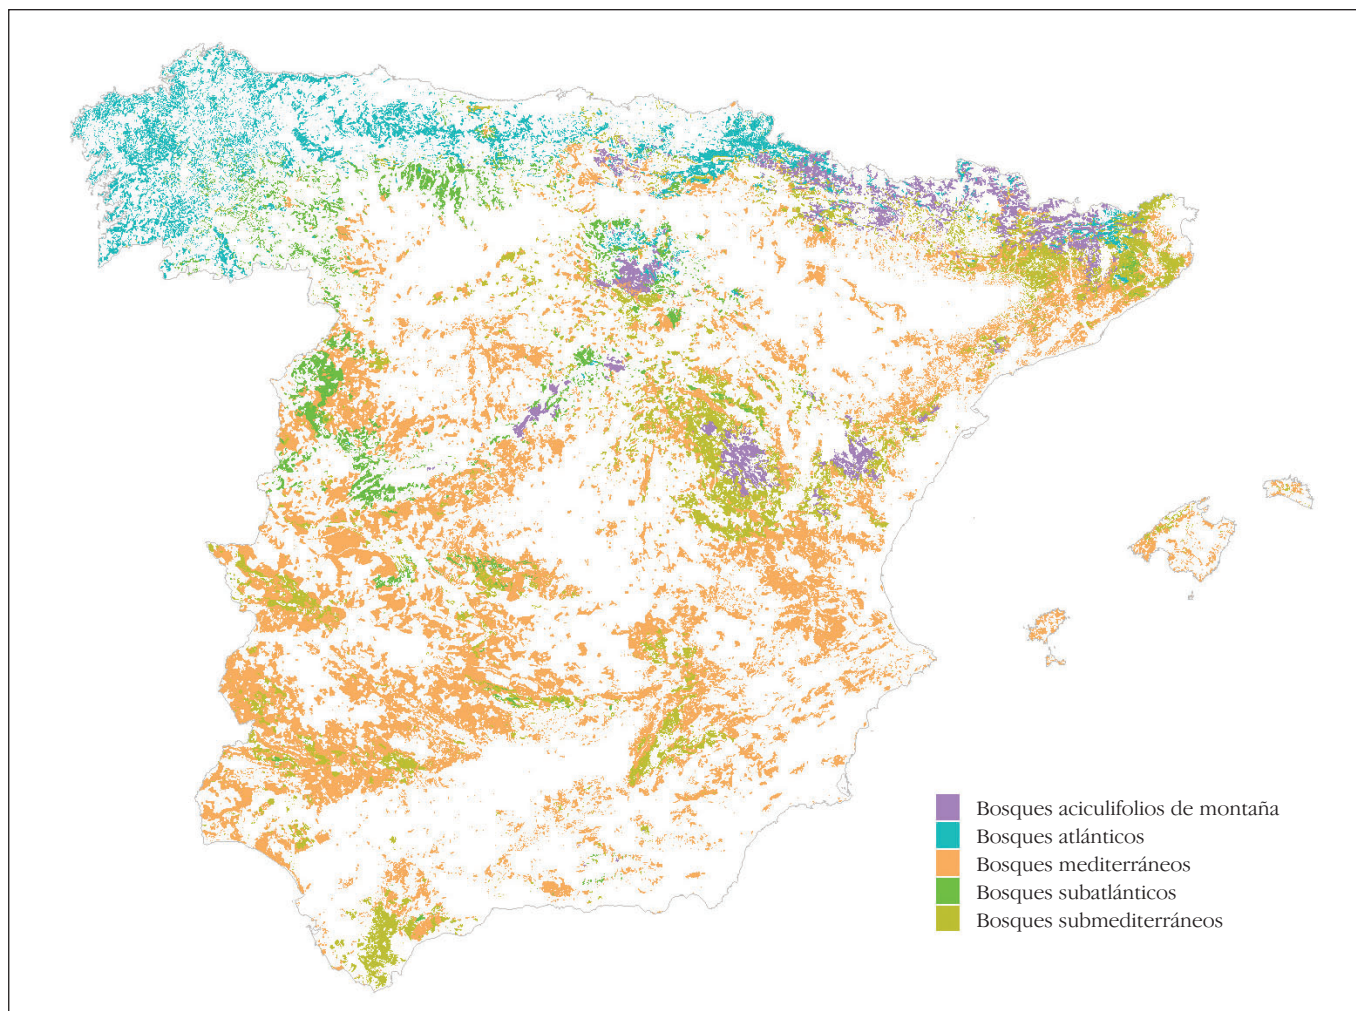 Bosques aciculifolios de montaña
Bosques atlánticos
Bosques mediterráneos
Bosques subatlánticos
Bosques submediterráneos